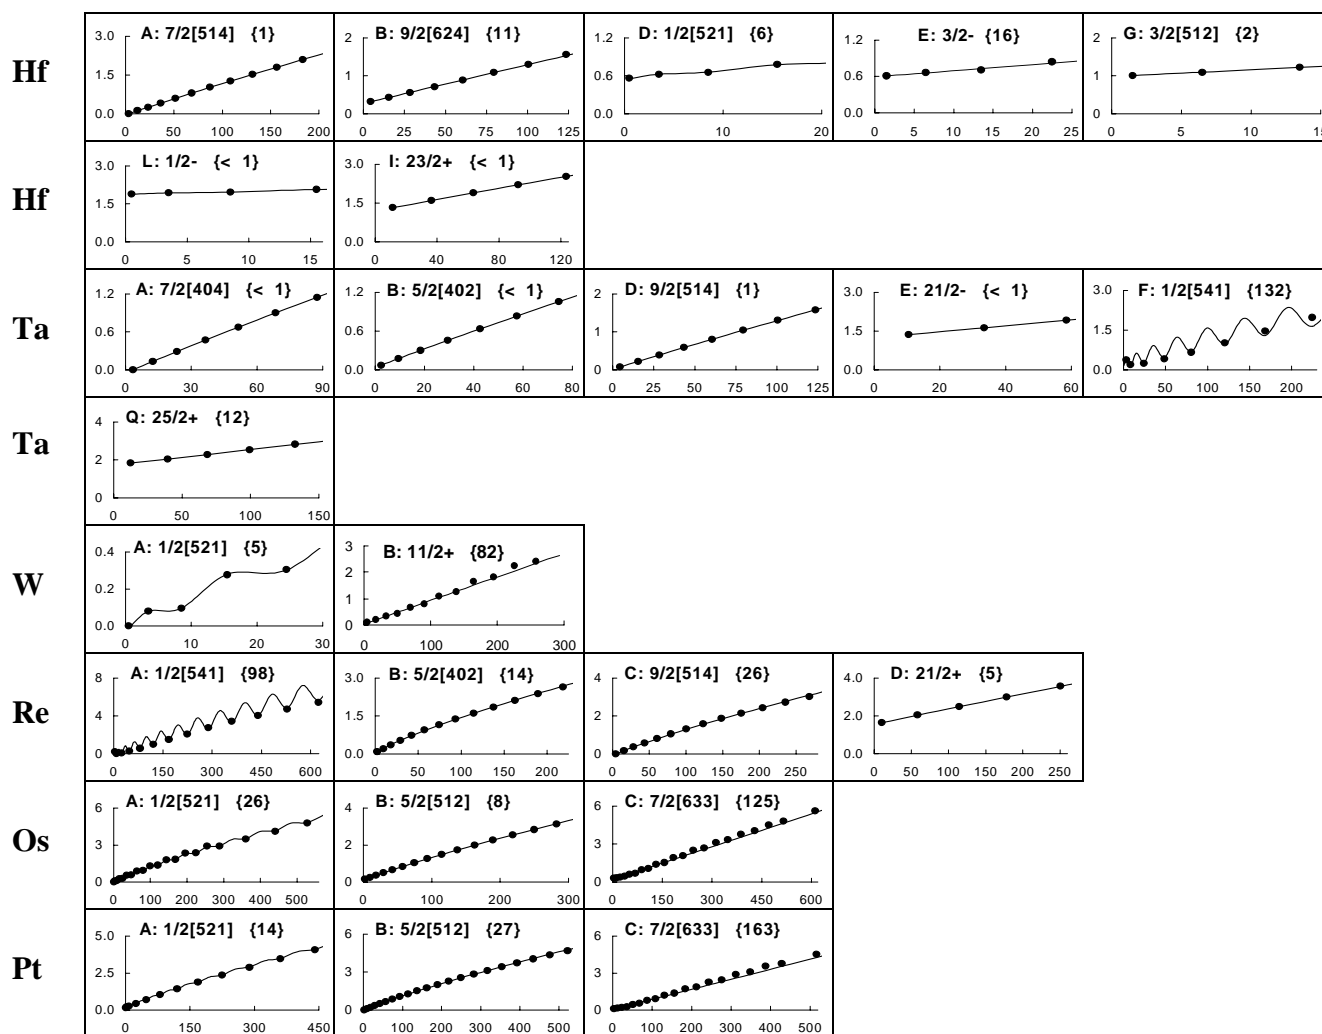 Hf
A: 7/2[514] {1}
3.0
1.5
0.0
0 50 100 150 200
B: 9/2[624] {11}
2
1
0
0 25 50 75 100 125
D: 1/2[521] {6}
1.2
0.6
0.0
0 10 20
E: 3/2- {16}
1.2
0.6
0.0
0 5 10 15 20 25
G: 3/2[512] {2}
2
1
0
0 5 10 15
Hf
L: 1/2- {< 1}
3.0
1.5
0.0
0 5 10 15
I: 23/2+ {< 1}
3.0
1.5
0.0
0 40 80 120
Ta
A: 7/2[404] {< 1}
1.2
0.6
0.0
0 30 60 90
B: 5/2[402] {< 1}
1.2
0.6
0.0
0 20 40 60 80
D: 9/2[514] {1}
2
1
0
0 25 50 75 100 125
E: 21/2- {< 1}
3.0
1.5
0.0
0 20 40 60
F: 1/2[541] {132}
3.0
1.5
0.0
0 50 100 150 200
Ta
Q: 25/2+ {12}
4
2
0
0 50 100 150
W
A: 1/2[521] {5}
0.4
0.2
0.0
0 10 20 30
B: 11/2+ {82}
3
2
1
0
0 100 200 300
Re
A: 1/2[541] {98}
8
4
0
0 150 300 450 600
B: 5/2[402] {14}
3.0
1.5
0.0
0 50 100 150 200
C: 9/2[514] {26}
4
2
0
0 50 100 150 200 250
D: 21/2+ {5}
4.0
2.0
0.0
0 50 100 150 200 250
Os
A: 1/2[521] {26}
6
3
0
0 100 200 300 400 500
B: 5/2[512] {8}
4
2
0
0 100 200 300
C: 7/2[633] {125}
6
3
0
0 150 300 450 600
Pt
A: 1/2[521] {14}
5.0
2.5
0.0
0 150 300 450
B: 5/2[512] {27}
6
3
0
0 100 200 300 400 500
C: 7/2[633] {163}
6
3
0
0 100 200 300 400 500